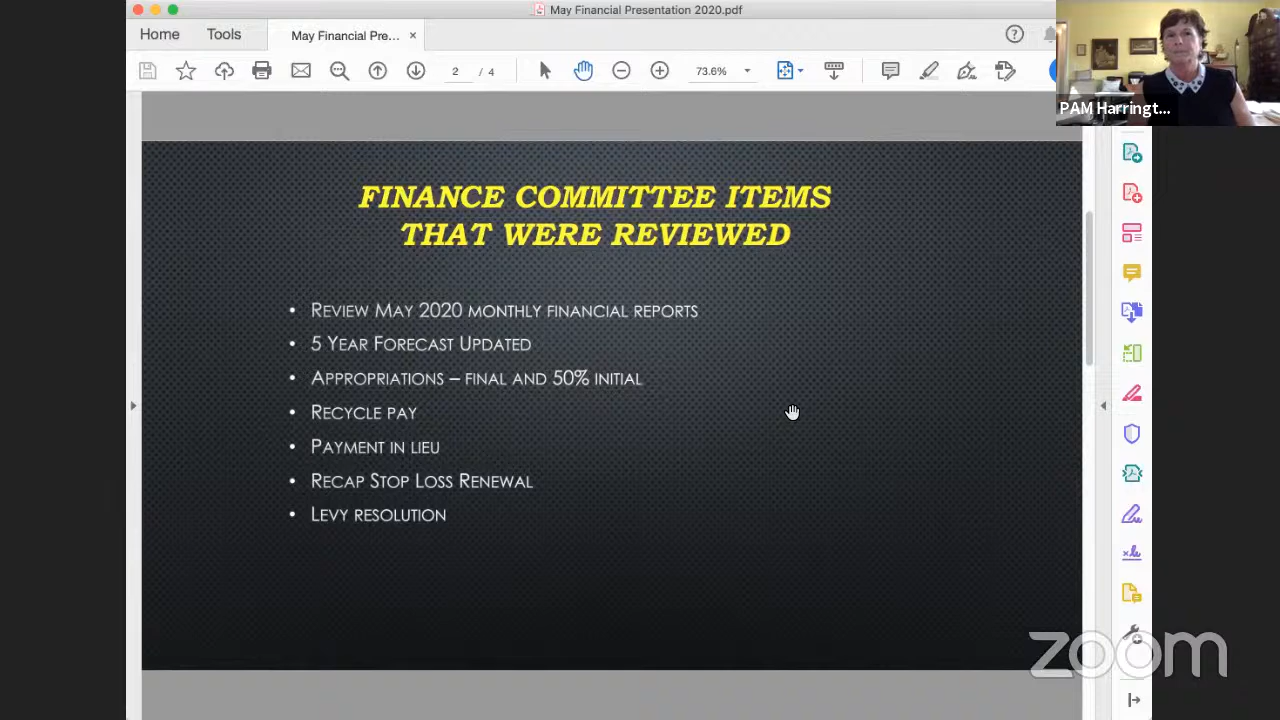 May Financial Presentation 2020.pdf
Home
Tools
May Financial Pre... ×
2 / 4
73.6%
PAM Harringt...
FINANCE COMMITTEE ITEMS
THAT WERE REVIEWED
• Review May 2020 monthly financial reports
• 5 Year Forecast Updated
• Appropriations – final and 50% initial
• Recycle pay
• Payment in lieu
• Recap Stop Loss Renewal
• Levy resolution
zoom